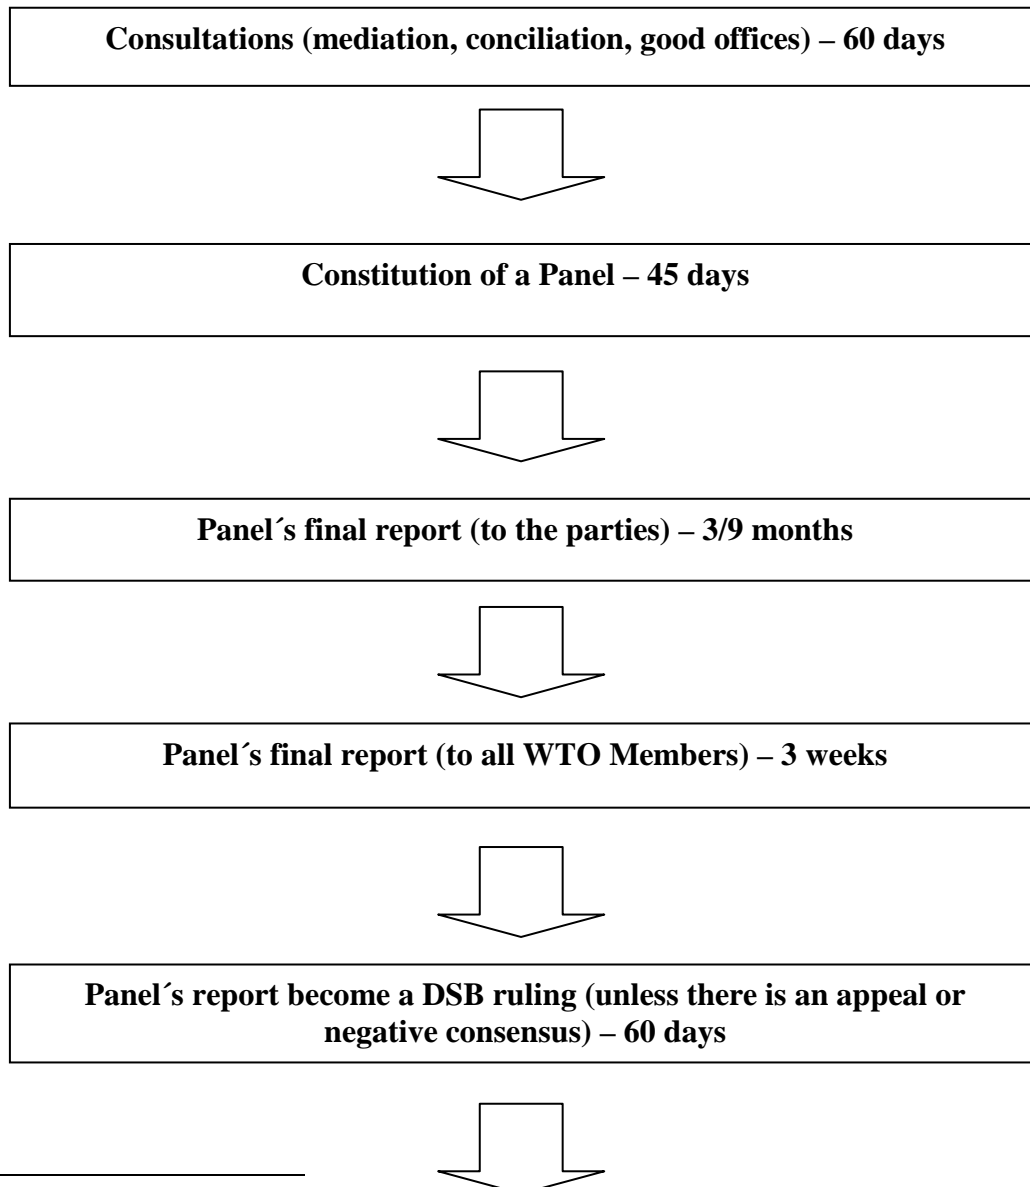 Consultations (mediation, conciliation, good offices) – 60 days
Constitution of a Panel – 45 days
Panel´s final report (to the parties) – 3/9 months
Panel´s final report (to all WTO Members) – 3 weeks
Panel´s report become a DSB ruling (unless there is an appeal or
negative consensus) – 60 days